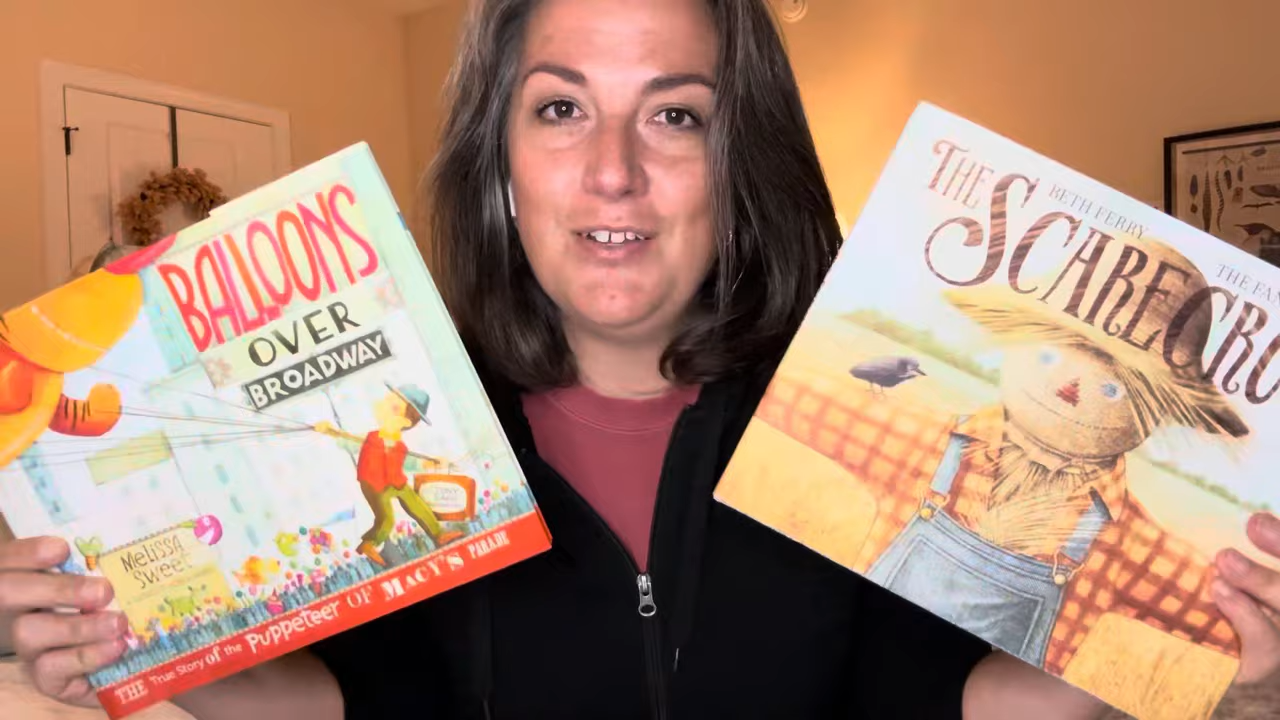 BALLOONS
OVER
BROADWAY
MELISSA
SWEET
THE True Story of the PUPPETEER OF MACY'S PARADE
THE
SCARECRO
BETH FERRY
THE FAN